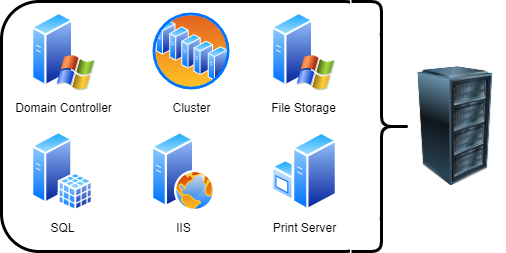 Domain Controller
Cluster
File Storage
SQL
IIS
Print Server